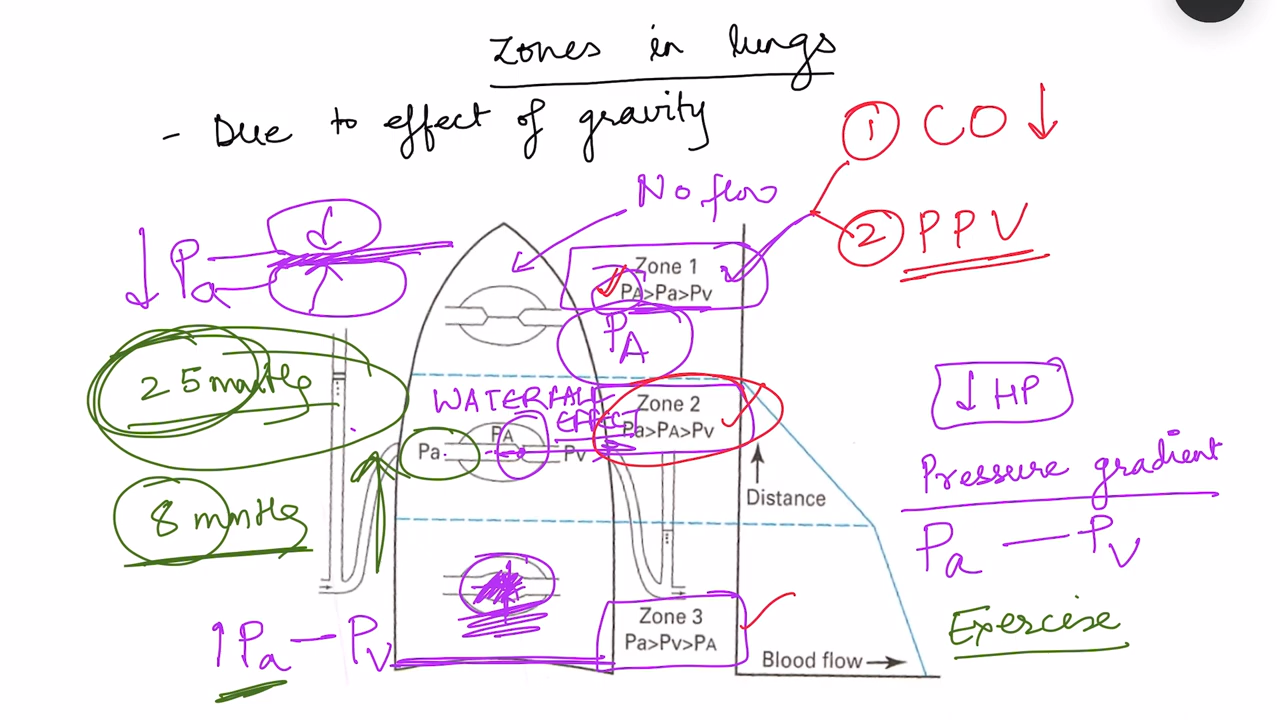 Zones in lungs
- Due to effect of gravity
① CO ↓
② PPV
No flow
↓ Pa
Zone 1
PA>Pa>Pv
PA
25 mmHg
WATERFALL
EFFECT
Zone 2
Pa>PA>Pv
↓ HP
PA
Pa
Pv
Pressure gradient
Distance
8 mmHg
Pa — Pv
Zone 3
Pa>Pv>PA
Exercise
↑Pa — Pv
Blood flow